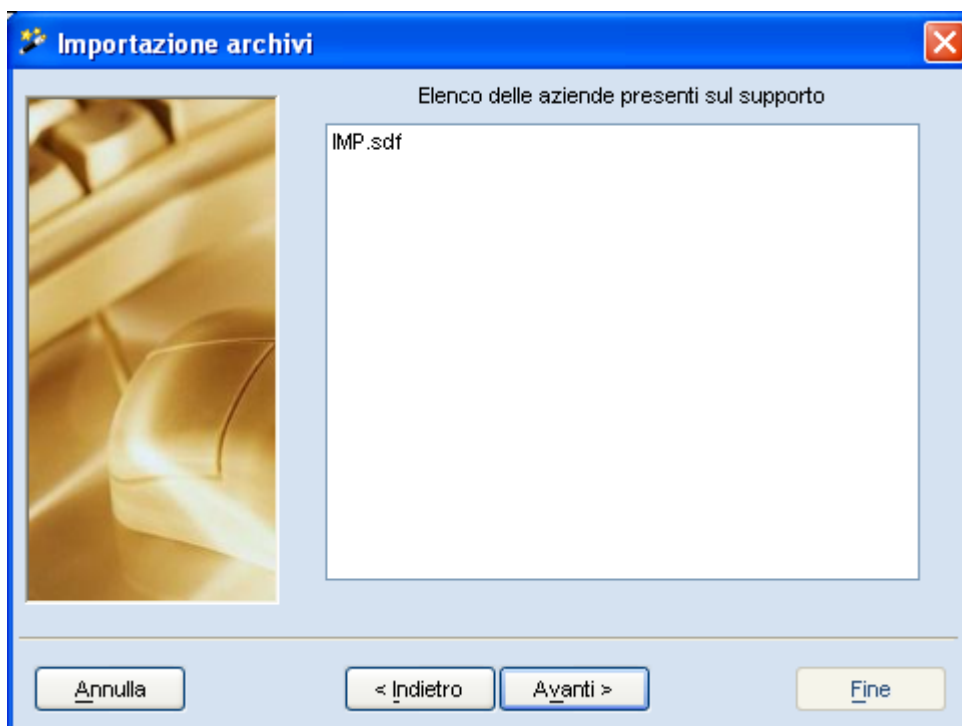 Importazione archivi
Elenco delle aziende presenti sul supporto
IMP.sdf
Annulla
< Indietro
Avanti >
Fine